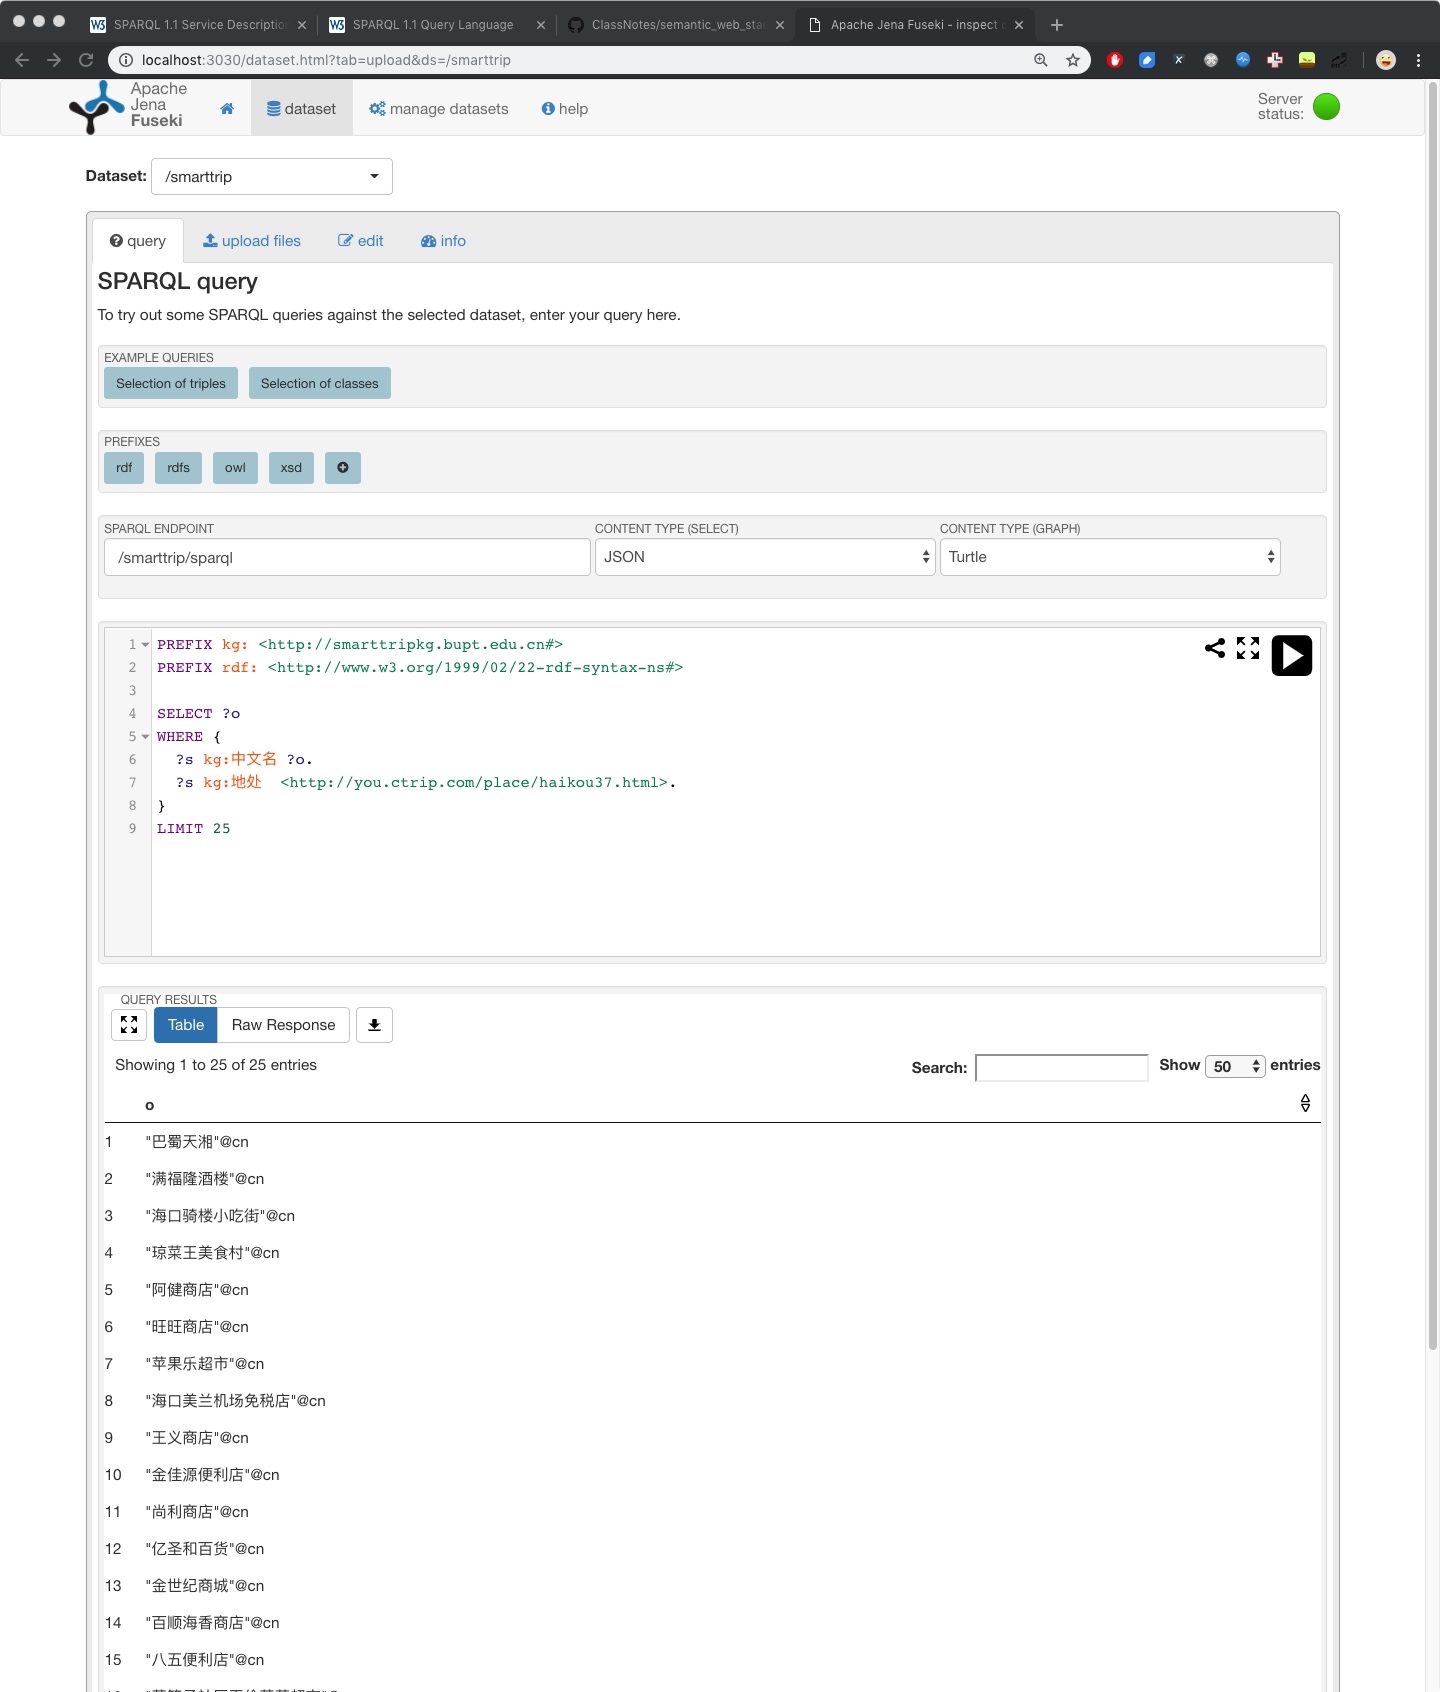 SPARQL 1.1 Service Descriptio
SPARQL 1.1 Query Language
ClassNotes/semantic_web_stac
Apache Jena Fuseki - inspect
localhost:3030/dataset.html?tab=upload&ds=/smarttrip
Apache
Jena
Fuseki
dataset
manage datasets
help
Server
status:
Dataset:
/smarttrip
query
upload files
edit
info
SPARQL query
To try out some SPARQL queries against the selected dataset, enter your query here.
EXAMPLE QUERIES
Selection of triples
Selection of classes
PREFIXES
rdf
rdfs
owl
xsd
SPARQL ENDPOINT
CONTENT TYPE (SELECT)
CONTENT TYPE (GRAPH)
/smarttrip/sparql
JSON
Turtle
1 PREFIX kg: <http://smarttripkg.bupt.edu.cn#>
2 PREFIX rdf: <http://www.w3.org/1999/02/22-rdf-syntax-ns#>
3
4 SELECT ?o
5 WHERE {
6 ?s kg:中文名 ?o.
7 ?s kg:地处 <http://you.ctrip.com/place/haikou37.html>.
8 }
9 LIMIT 25
QUERY RESULTS
Table
Raw Response
Showing 1 to 25 of 25 entries
Search:
Show 50 entries
o
1 "巴蜀天湘"@cn
2 "满福隆酒楼"@cn
3 "海口骑楼小吃街"@cn
4 "琼菜王美食村"@cn
5 "阿健商店"@cn
6 "旺旺商店"@cn
7 "苹果乐超市"@cn
8 "海口美兰机场免税店"@cn
9 "王义商店"@cn
10 "金佳源便利店"@cn
11 "尚利商店"@cn
12 "亿圣和百货"@cn
13 "金世纪商城"@cn
14 "百顺海香商店"@cn
15 "八五便利店"@cn